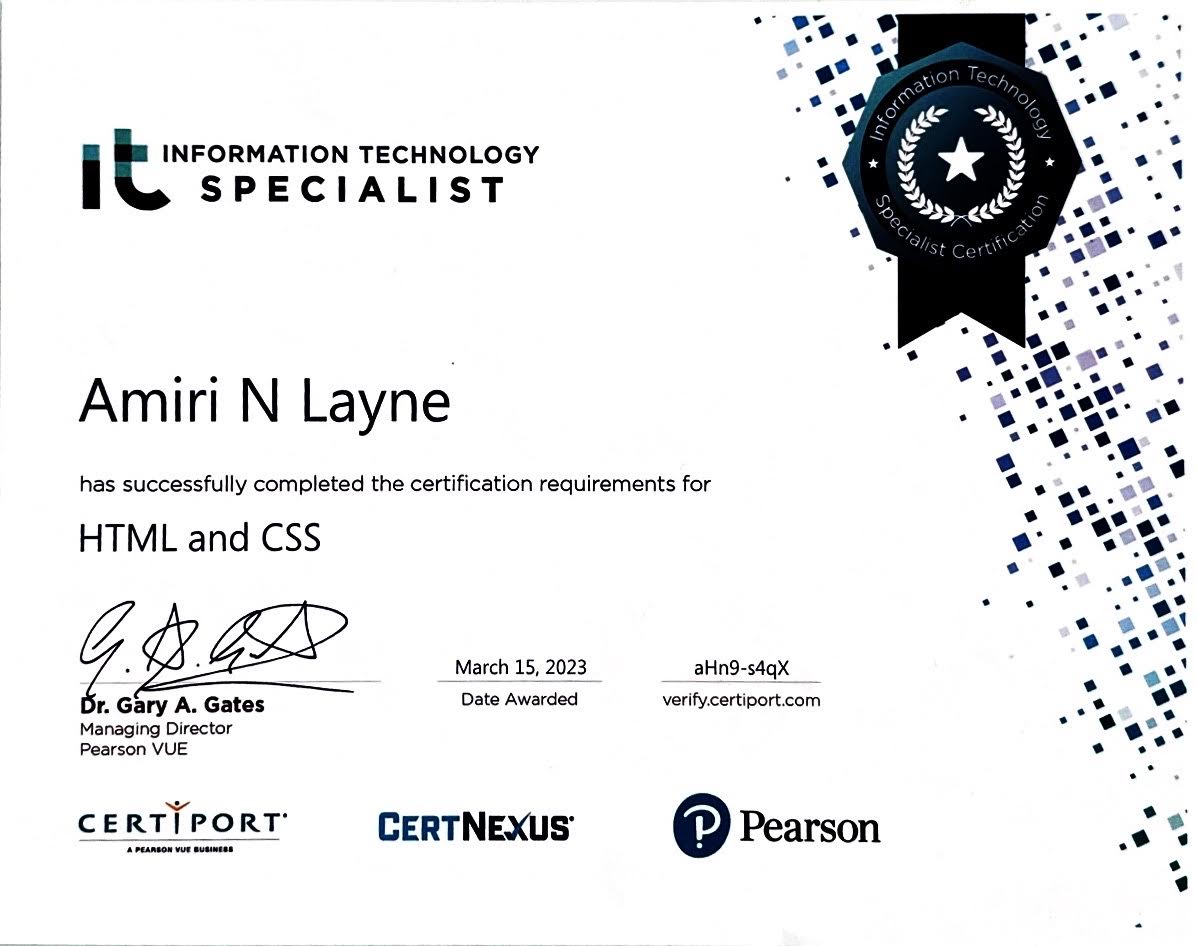 it INFORMATION TECHNOLOGY
SPECIALIST
Information Technology
Specialist Certification
Amiri N Layne
has successfully completed the certification requirements for
HTML and CSS
March 15, 2023
aHn9-s4qX
Dr. Gary A. Gates
Date Awarded
verify.certiport.com
Managing Director
Pearson VUE
CERTIPORT
A PEARSON VUE BUSINESS
CERTNEXUS
P Pearson